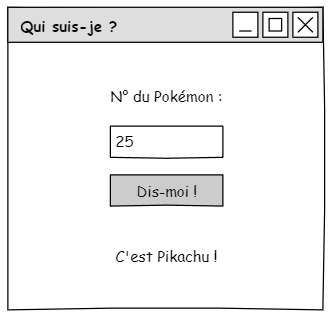 Qui suis-je ?
N° du Pokémon :
25
Dis-moi !
C'est Pikachu !